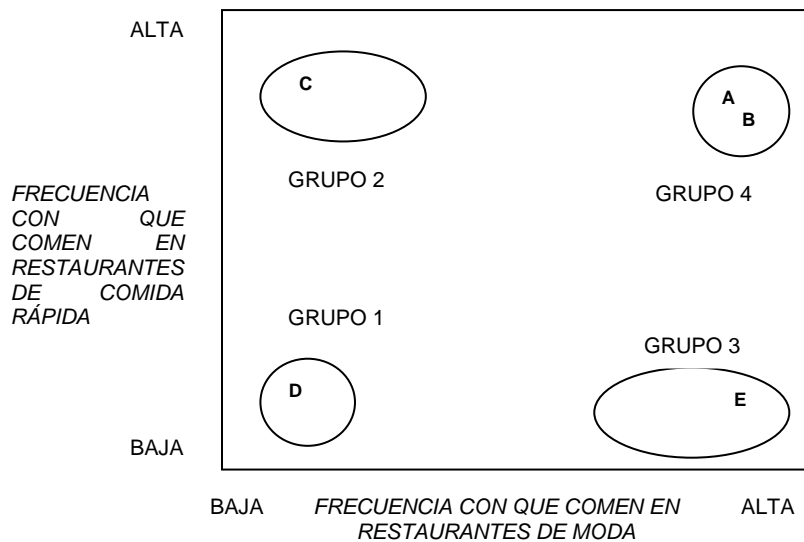 ALTA
C
A
B
GRUPO 2
GRUPO 4
FRECUENCIA
CON QUE
COMEN EN
RESTAURANTES
DE COMIDA
RÁPIDA
GRUPO 1
GRUPO 3
D
E
BAJA
BAJA FRECUENCIA CON QUE COMEN EN ALTA
RESTAURANTES DE MODA